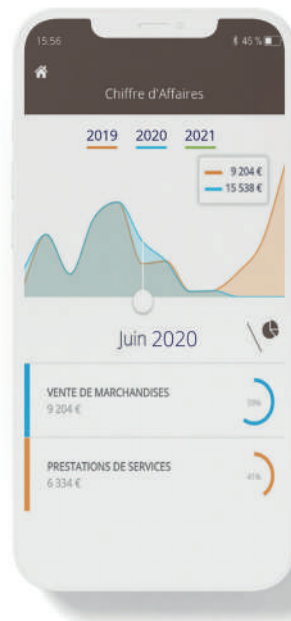 15:56
45 %
Chiffre d'Affaires
2019 2020 2021
9 204 €
15 538 €
Juin 2020
VENTE DE MARCHANDISES
9 204 €
59%
PRESTATIONS DE SERVICES
6 334 €
41%